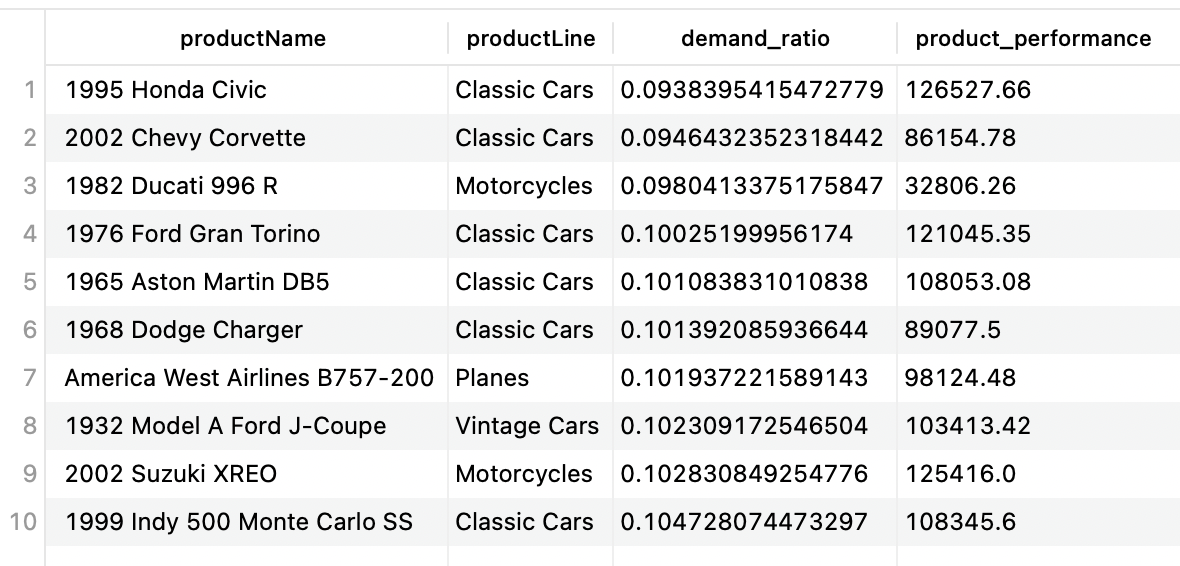 productName productLine demand_ratio product_performance
1 1995 Honda Civic Classic Cars 0.0938395415472779 126527.66
2 2002 Chevy Corvette Classic Cars 0.0946432352318442 86154.78
3 1982 Ducati 996 R Motorcycles 0.0980413375175847 32806.26
4 1976 Ford Gran Torino Classic Cars 0.10025199956174 121045.35
5 1965 Aston Martin DB5 Classic Cars 0.101083831010838 108053.08
6 1968 Dodge Charger Classic Cars 0.101392085936644 89077.5
7 America West Airlines B757-200 Planes 0.101937221589143 98124.48
8 1932 Model A Ford J-Coupe Vintage Cars 0.102309172546504 103413.42
9 2002 Suzuki XREO Motorcycles 0.102830849254776 125416.0
10 1999 Indy 500 Monte Carlo SS Classic Cars 0.104728074473297 108345.6